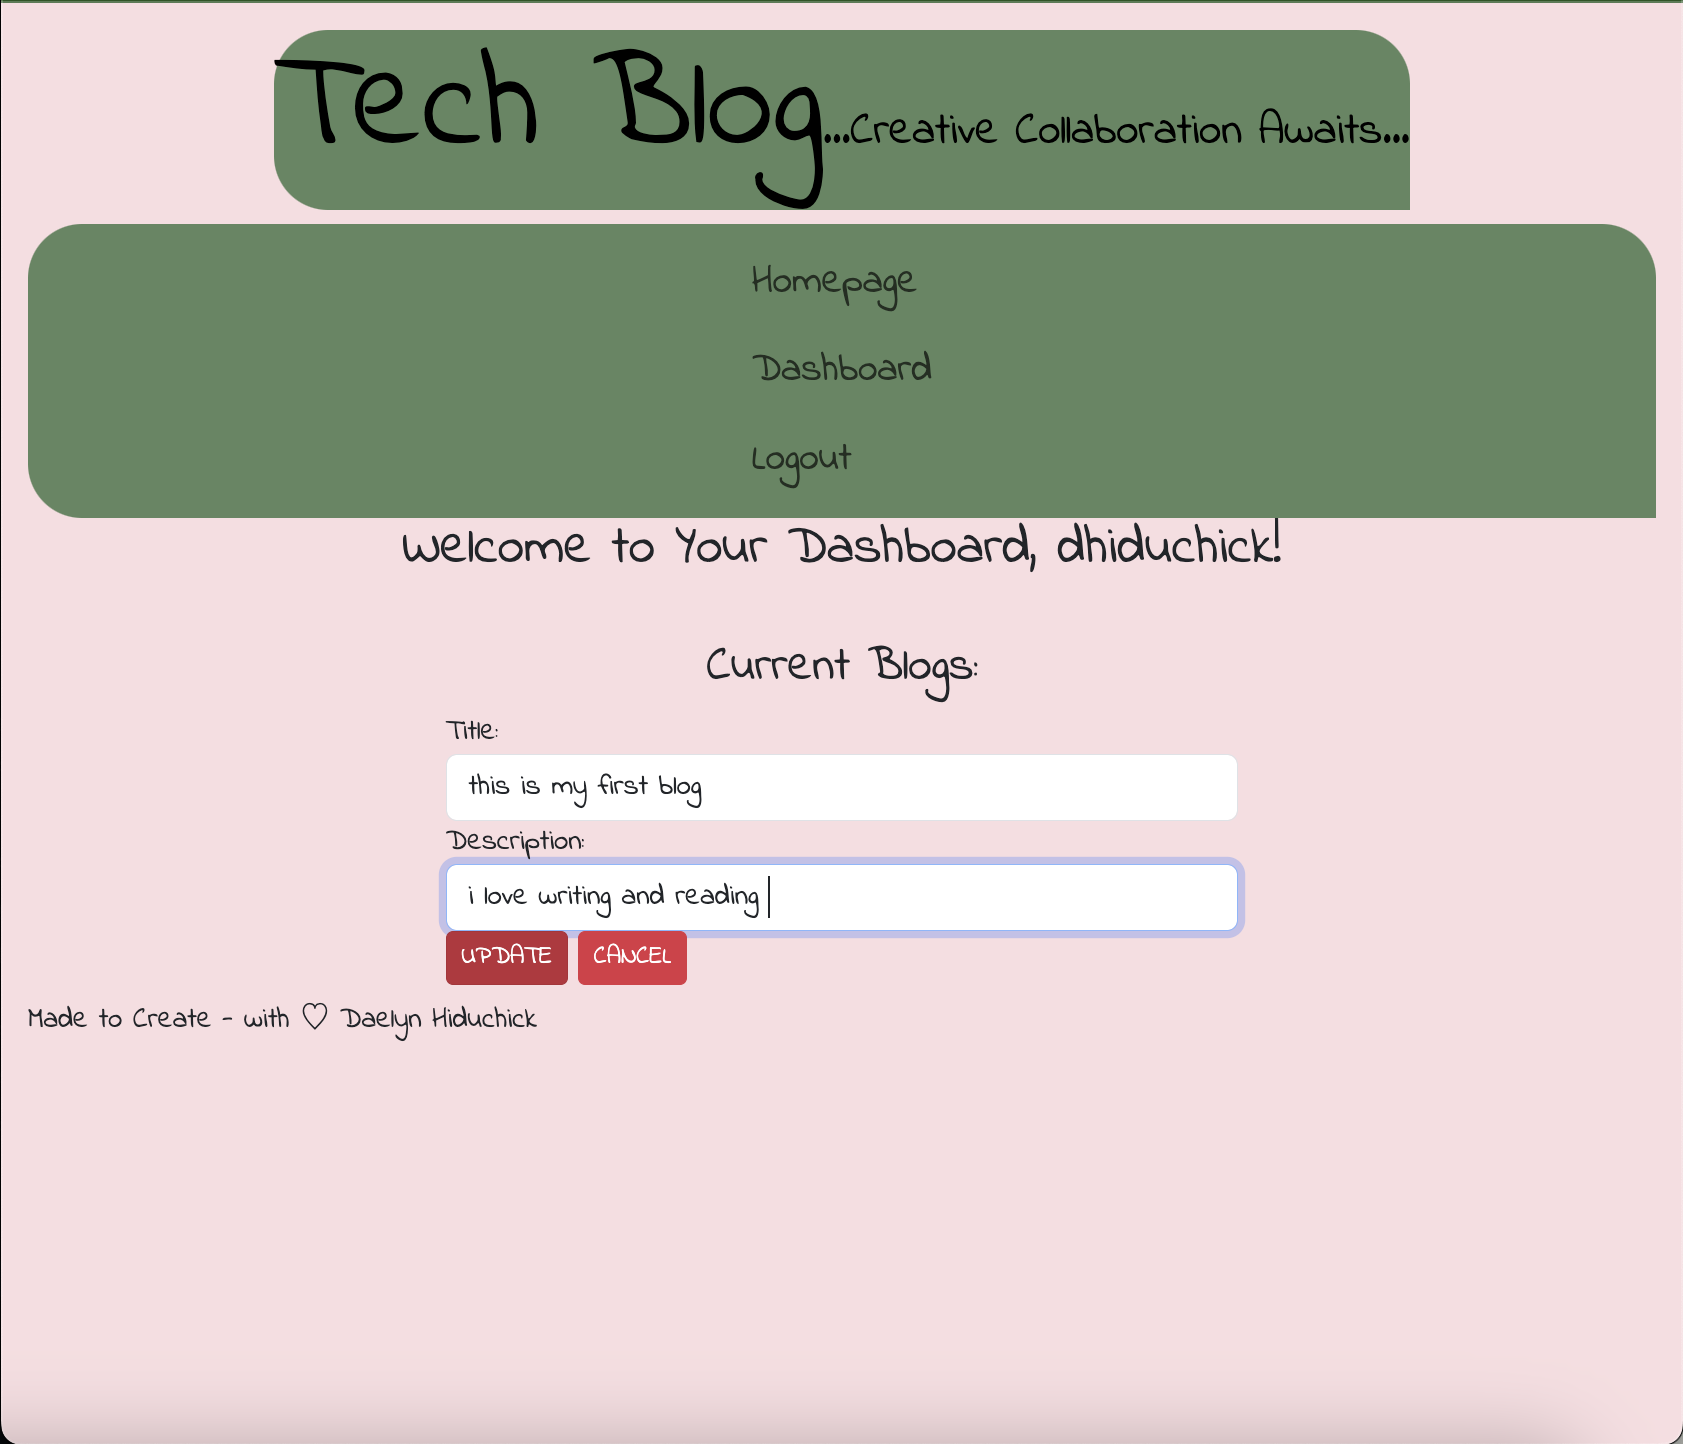 Tech Blog...Creative Collaboration Awaits...
Homepage
Dashboard
Logout
Welcome to Your Dashboard, dhiduchick!
Current Blogs:
Title:
this is my first blog
Description:
i love writing and reading
UPDATE CANCEL
Made to Create - with ♡ Daelyn Hiduchick